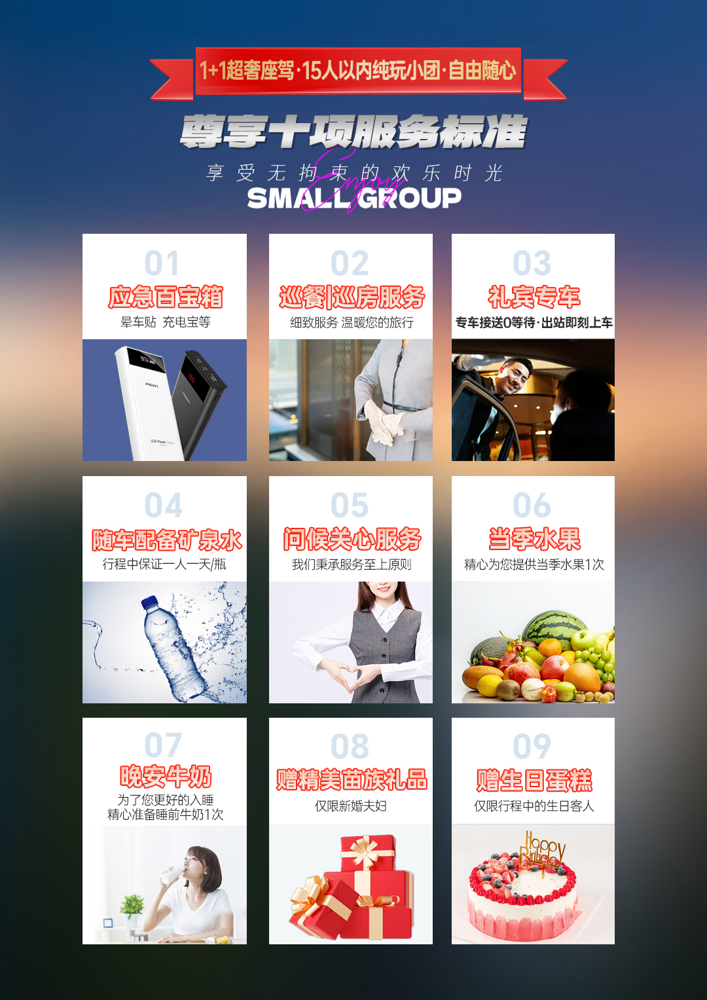 1+1超奢座驾·15人以内纯玩小团·自由随心
尊享十项服务标准
享受无拘束的欢乐时光
Enjoy
SMALL GROUP
01
应急百宝箱
晕车贴 充电宝等
PISEN
LCD Power Station
02
巡餐|巡房服务
细致服务 温暖您的旅行
03
礼宾专车
专车接送0等待·出站即刻上车
04
随车配备矿泉水
行程中保证一人一天/瓶
05
问候关心服务
我们秉承服务至上原则
06
当季水果
精心为您提供当季水果1次
07
晚安牛奶
为了您更好的入睡
精心准备睡前牛奶1次
08
赠精美苗族礼品
仅限新婚夫妇
09
赠生日蛋糕
仅限行程中的生日客人
Happy
Birthday